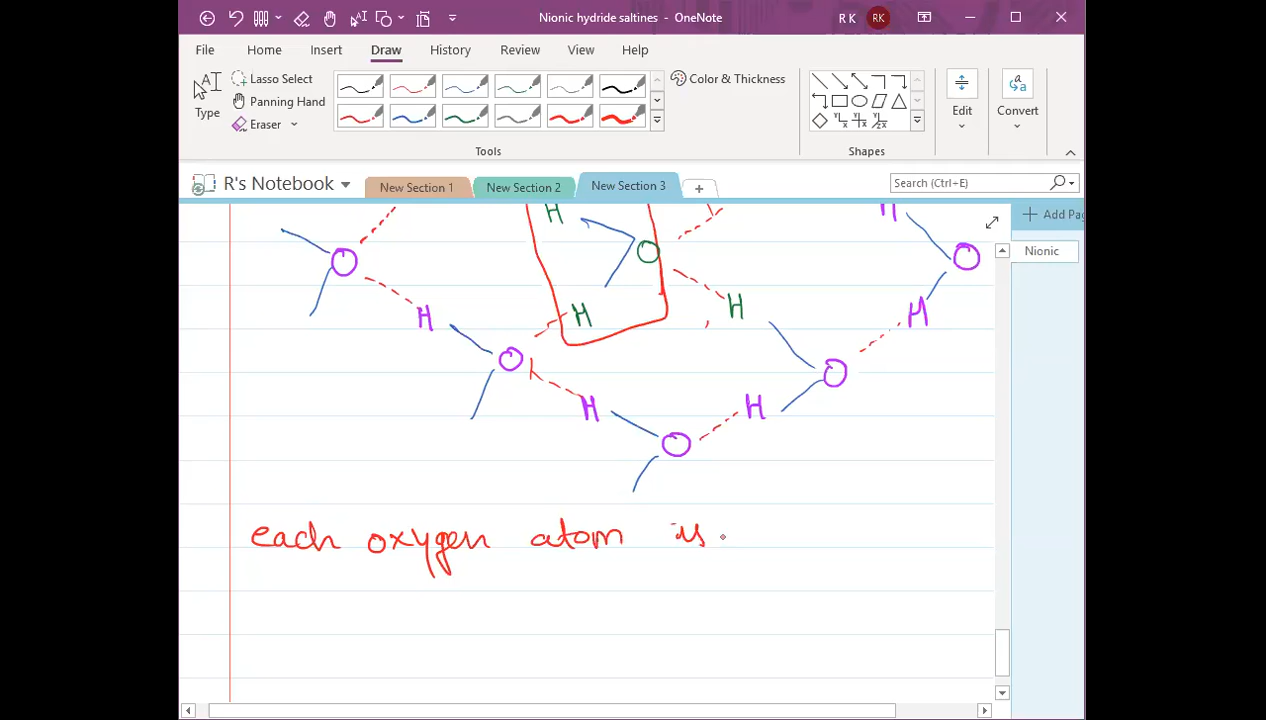 Nionic hydride saltines - OneNote
R K
RK
File Home Insert Draw History Review View Help
Type
Lasso Select
Panning Hand
Eraser
Color & Thickness
Edit
Convert
Tools
Shapes
R's Notebook
New Section 1
New Section 2
New Section 3
Search (Ctrl+E)
Add Pag
Nionic
H H
O O O
H H H H
O O
H H
O
each oxygen atom is